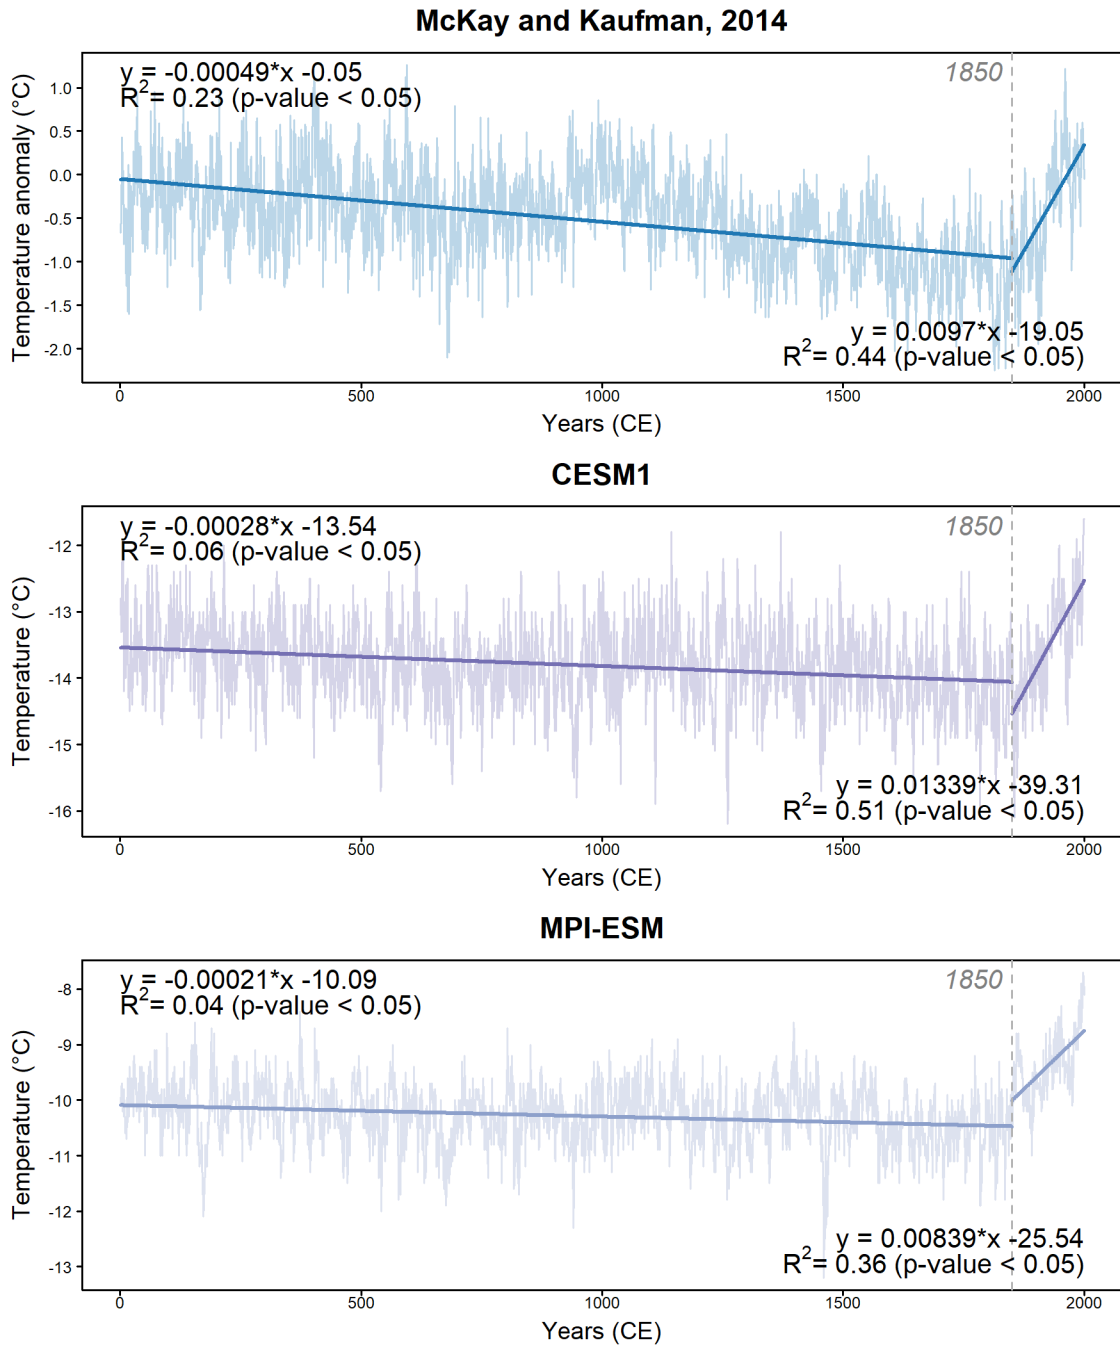 McKay and Kaufman, 2014
y = -0.00049*x -0.05
R2= 0.23 (p-value < 0.05)
1850
1.0
0.5
0.0
-0.5
-1.0
-1.5
-2.0
Temperature anomaly (°C)
y = 0.0097*x -19.05
R2= 0.44 (p-value < 0.05)
0 500 1000 1500 2000
Years (CE)
CESM1
y = -0.00028*x -13.54
R2= 0.06 (p-value < 0.05)
1850
-12
-13
-14
-15
-16
Temperature (°C)
y = 0.01339*x -39.31
R2= 0.51 (p-value < 0.05)
0 500 1000 1500 2000
Years (CE)
MPI-ESM
y = -0.00021*x -10.09
R2= 0.04 (p-value < 0.05)
1850
-8
-9
-10
-11
-12
-13
Temperature (°C)
y = 0.00839*x -25.54
R2= 0.36 (p-value < 0.05)
0 500 1000 1500 2000
Years (CE)